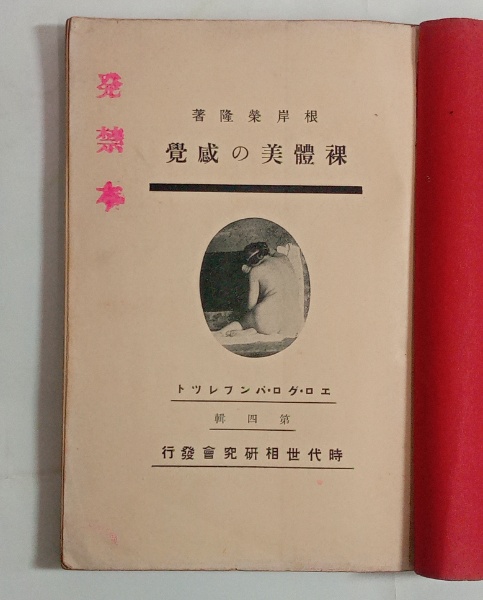 根岸榮隆著
裸體美の感覺
エロ・グロ・パンフレツト
第四輯
時代世相研究會發行
発禁本